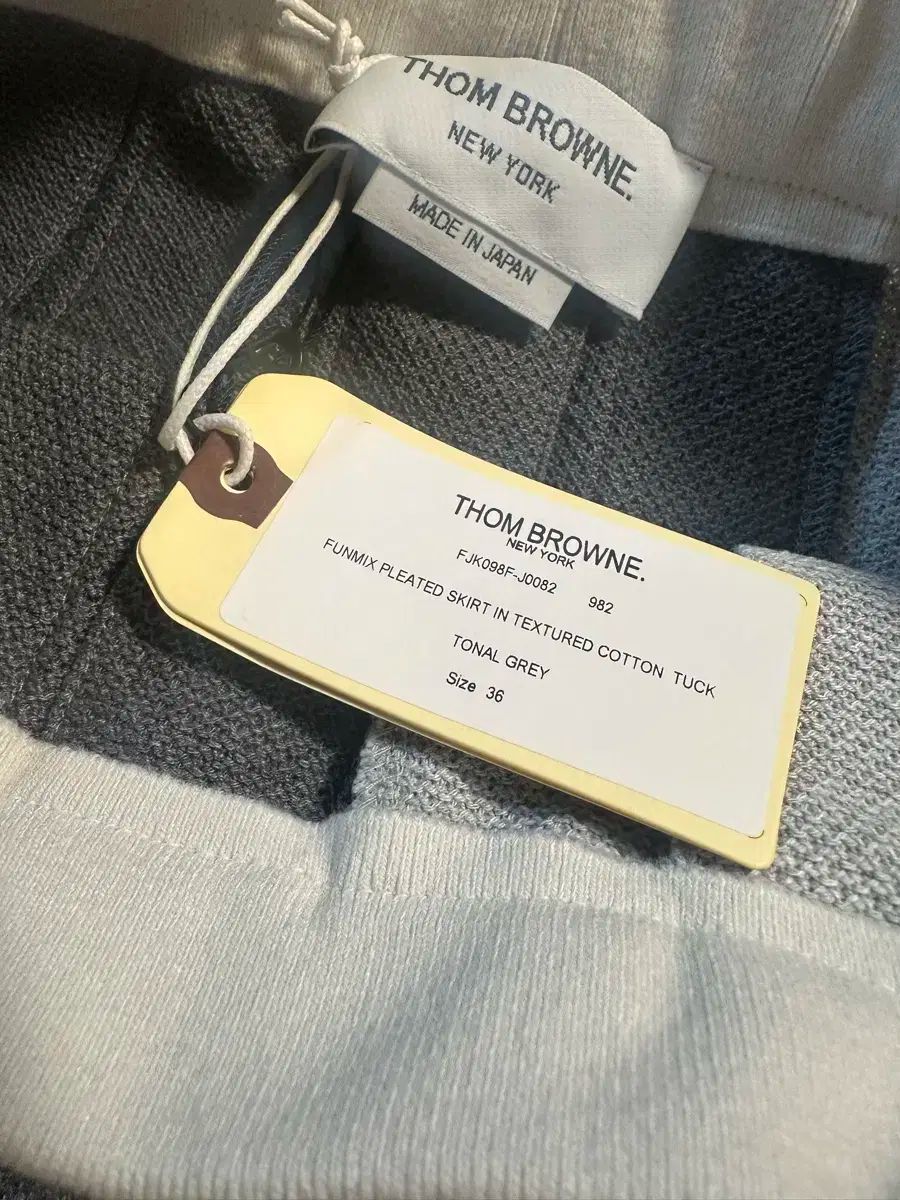 THOM BROWNE.
NEW YORK
MADE IN JAPAN
THOM BROWNE.
NEW YORK
FJK098F-J0082 982
FUNMIX PLEATED SKIRT IN TEXTURED COTTON TUCK
TONAL GREY
Size 36